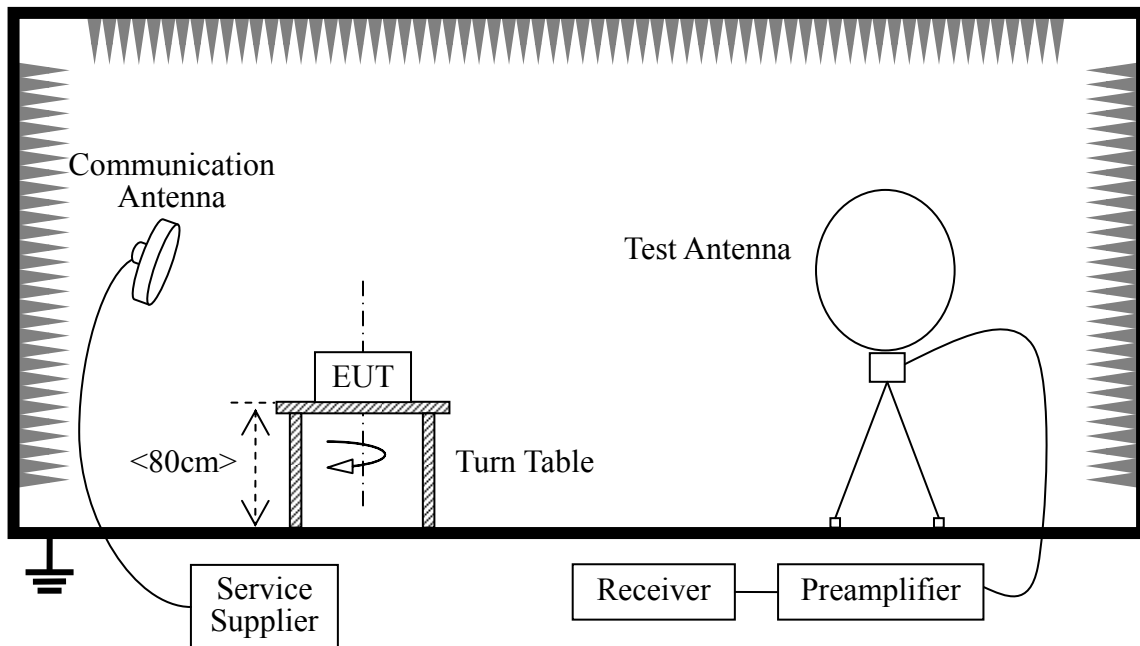 Communication
Antenna
Test Antenna
EUT
<80cm>
Turn Table
Service
Supplier
Receiver
Preamplifier